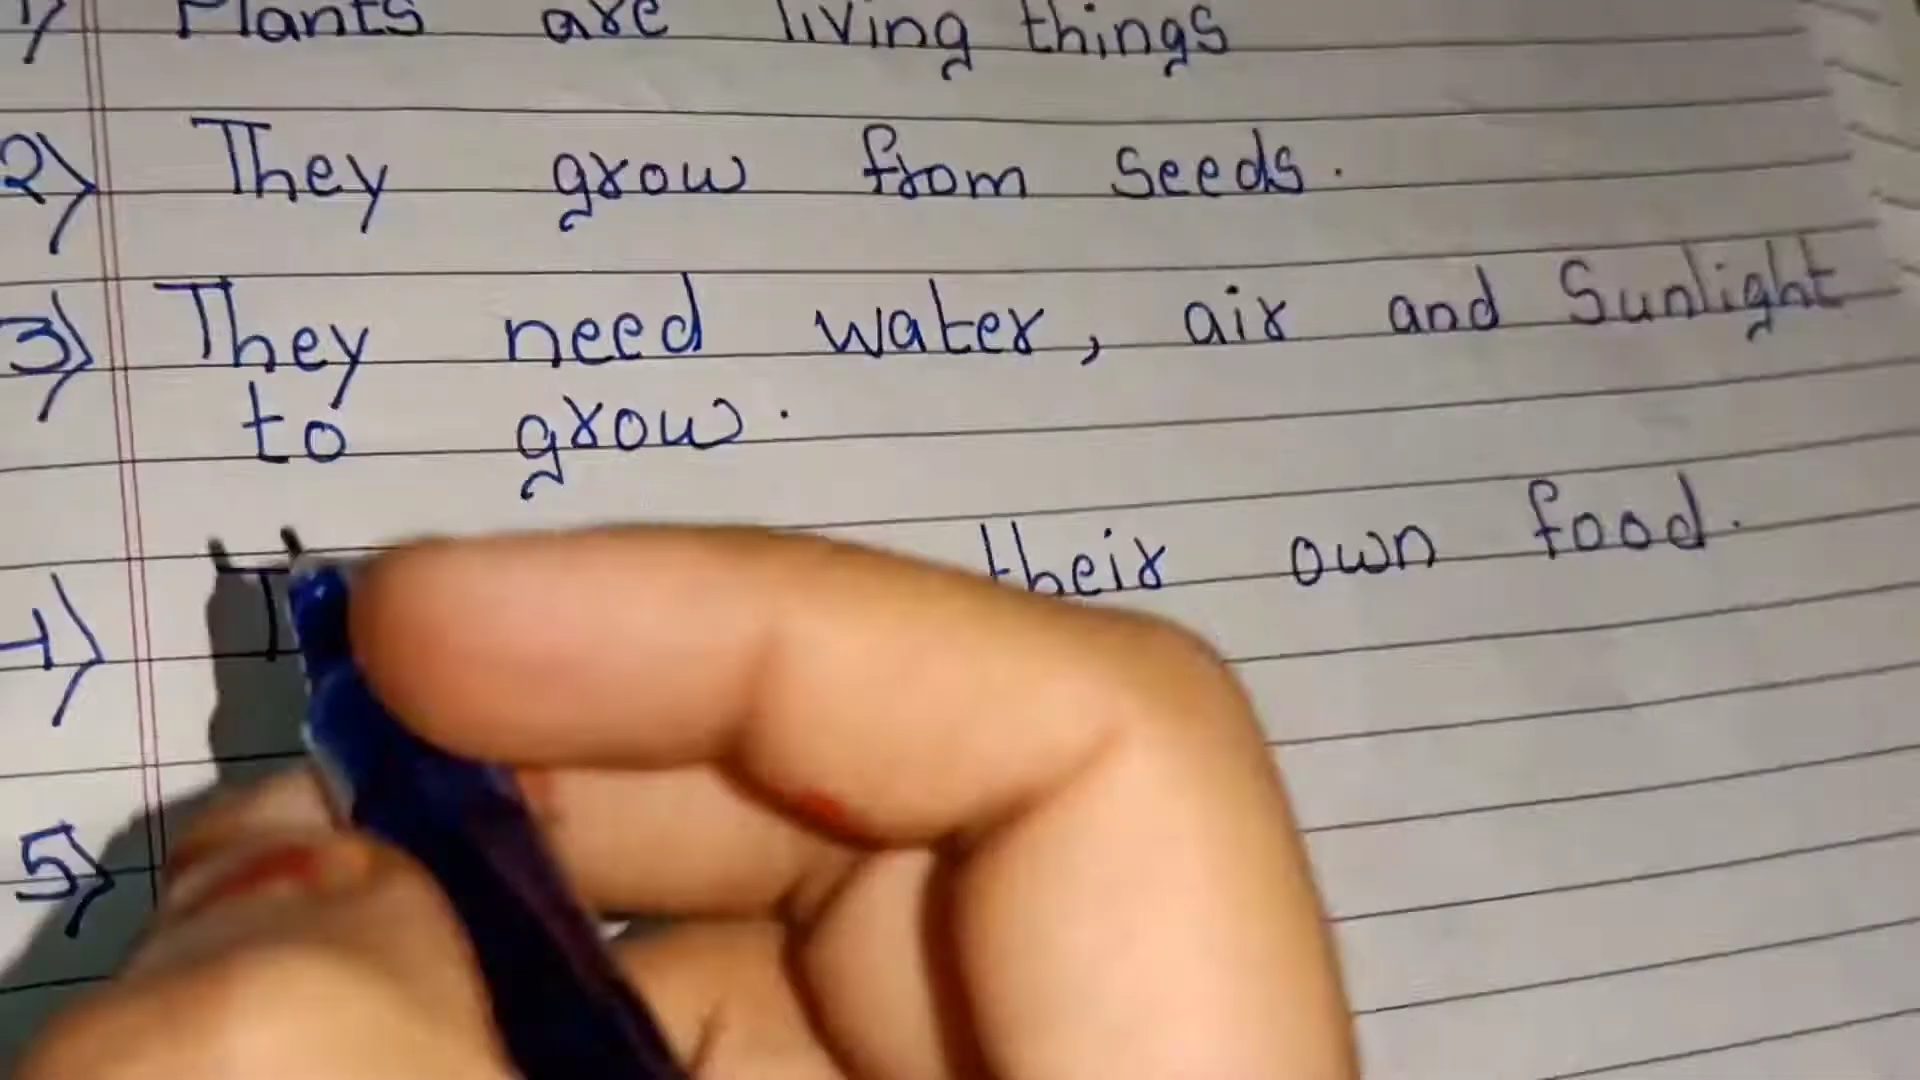 1) Plants are living things
2) They grow from seeds.
3) They need water, air and Sunlight
to grow.
4) T their own food.
5)